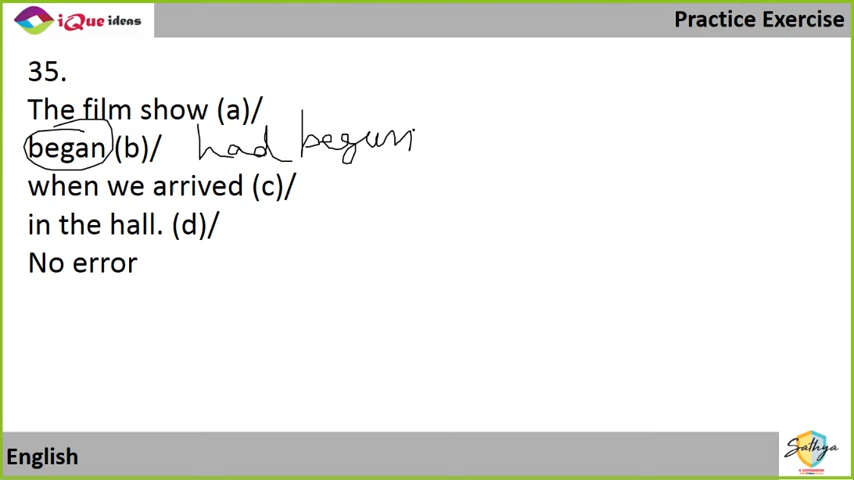 iQue ideas
Practice Exercise
35.
The film show (a)/
began (b)/ had begun
when we arrived (c)/
in the hall. (d)/
No error
English
Sathya